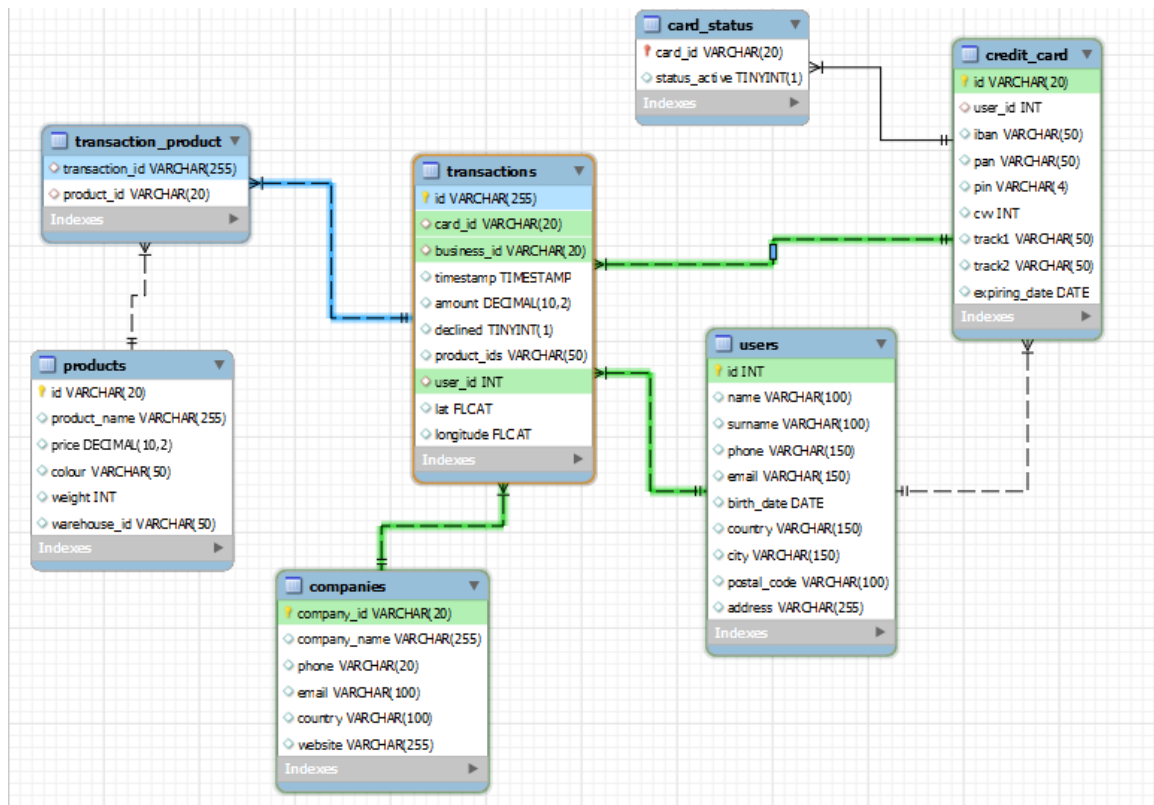 card_status
card_id VARCHAR(20)
status_active TINYINT(1)
Indexes
credit_card
id VARCHAR(20)
user_id INT
iban VARCHAR(50)
pan VARCHAR(50)
pin VARCHAR(4)
cvv INT
track1 VARCHAR(50)
track2 VARCHAR(50)
expiring_date DATE
Indexes
transaction_product
transaction_id VARCHAR(255)
product_id VARCHAR(20)
Indexes
transactions
id VARCHAR(255)
card_id VARCHAR(20)
business_id VARCHAR(20)
timestamp TIMESTAMP
amount DECIMAL(10,2)
declined TINYINT(1)
product_ids VARCHAR(50)
user_id INT
lat FLOAT
longitude FLOAT
Indexes
products
id VARCHAR(20)
product_name VARCHAR(255)
price DECIMAL(10,2)
colour VARCHAR(50)
weight INT
warehouse_id VARCHAR(50)
Indexes
users
id INT
name VARCHAR(100)
surname VARCHAR(100)
phone VARCHAR(150)
email VARCHAR(150)
birth_date DATE
country VARCHAR(150)
city VARCHAR(150)
postal_code VARCHAR(100)
address VARCHAR(255)
Indexes
companies
company_id VARCHAR(20)
company_name VARCHAR(255)
phone VARCHAR(20)
email VARCHAR(100)
country VARCHAR(100)
website VARCHAR(255)
Indexes